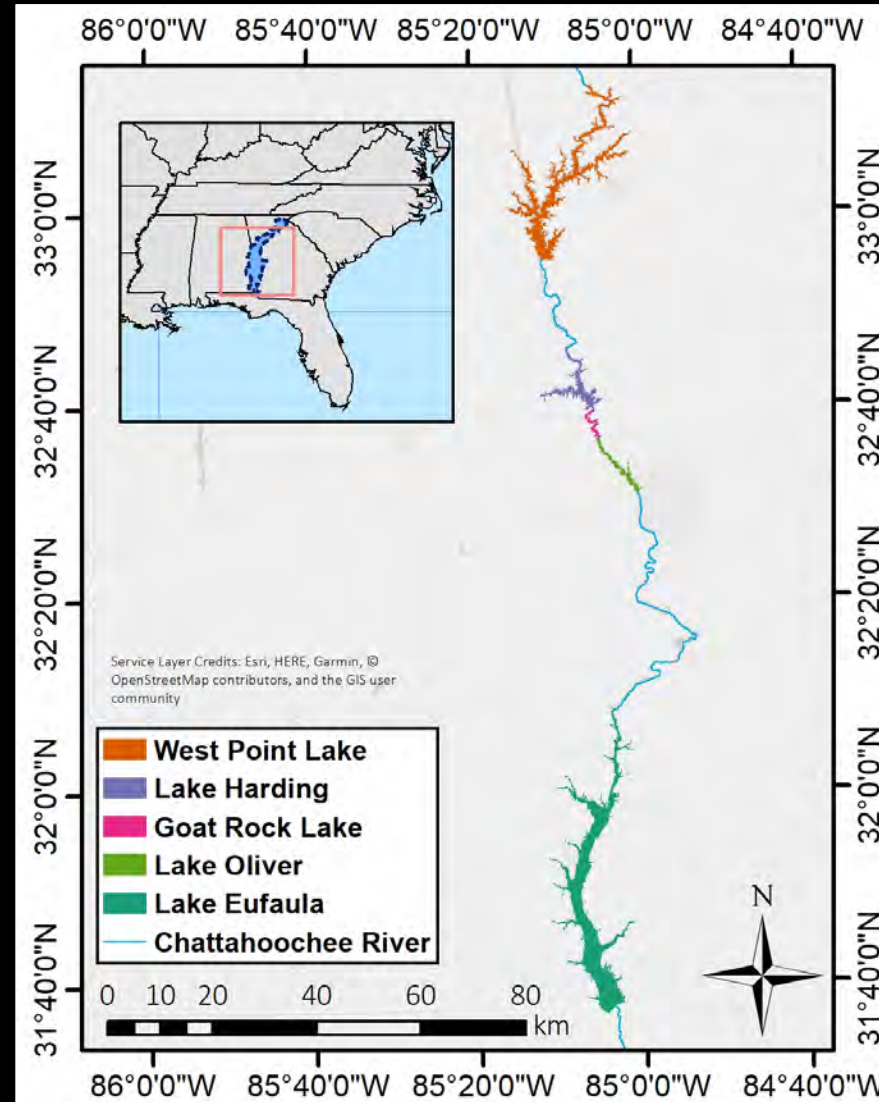 86°0'0"W 85°40'0"W 85°20'0"W 85°0'0"W 84°40'0"W
33°0'0"N
32°40'0"N
32°20'0"N
32°0'0"N
31°40'0"N
33°0'0"N
32°40'0"N
32°20'0"N
32°0'0"N
31°40'0"N
Service Layer Credits: Esri, HERE, Garmin, ©
OpenStreetMap contributors, and the GIS user
community
West Point Lake
Lake Harding
Goat Rock Lake
Lake Oliver
Lake Eufaula
Chattahoochee River
N
0 10 20 40 60 80
km
86°0'0"W 85°40'0"W 85°20'0"W 85°0'0"W 84°40'0"W